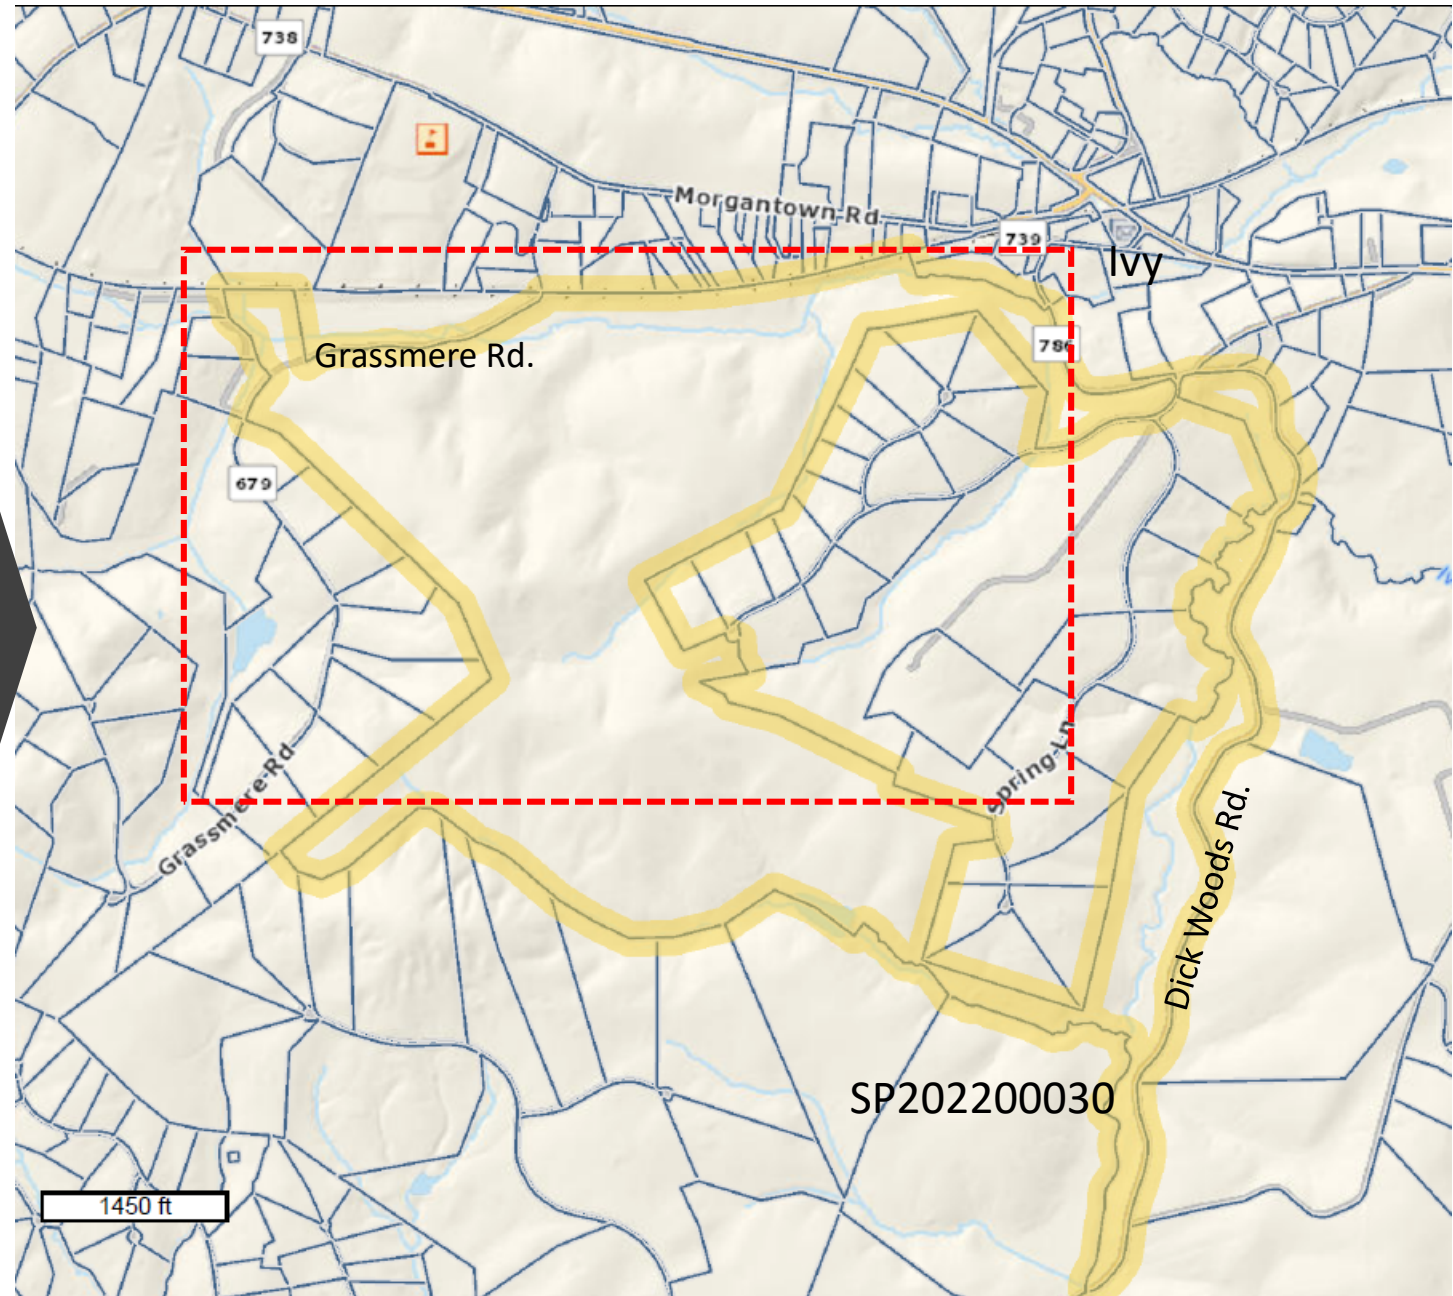 738
Morgantown Rd
739
Ivy
786
Grassmere Rd.
679
Spring Ln
Grassmere Rd
Dick Woods Rd.
SP202200030
1450 ft